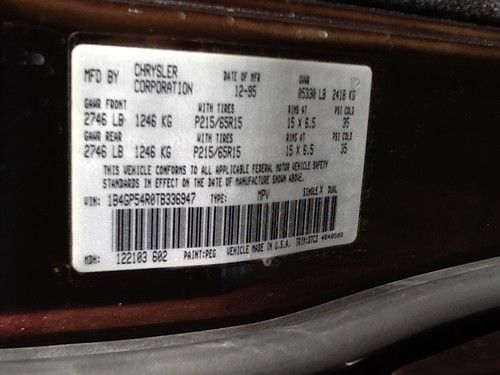 MFD BY CHRYSLER CORPORATION DATE OF MFR 12-95 GVWR 05330 LB 2418 KG
GAWR FRONT WITH TIRES RIMS AT PSI COLD
2746 LB 1246 KG P215/65R15 15 X 6.5 35
GAWR REAR WITH TIRES RIMS AT PSI COLD
2746 LB 1246 KG P215/65R15 15 X 6.5 35
THIS VEHICLE CONFORMS TO ALL APPLICABLE FEDERAL MOTOR VEHICLE SAFETY
STANDARDS IN EFFECT ON THE DATE OF MANUFACTURE SHOWN ABOVE.
VIN: 1B4GP54R0TB336947 TYPE: MPV SINGLE X DUAL
MDH: 122103 602 PAINT:PEG VEHICLE MADE IN U.S.A. TRIM: 4648503